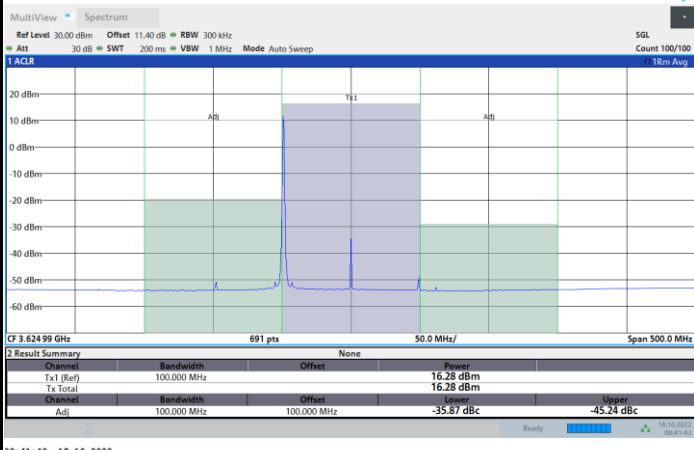 MultiView Spectrum
Ref Level 30.00 dBm Offset 11.40 dB RBW 300 kHz SGL
Att 30 dB SWT 200 ms VBW 1 MHz Mode Auto Sweep Count 100/100
1 ACLR 1Rm Avg
20 dBm
Tx1
10 dBm
Adj Adj
0 dBm
-10 dBm
-20 dBm
-30 dBm
-40 dBm
-50 dBm
-60 dBm
CF 3.624 99 GHz 691 pts 50.0 MHz/ Span 500.0 MHz
2 Result Summary None
Channel Bandwidth Offset Power
Tx1 (Ref) 100.000 MHz 16.28 dBm
Tx Total 16.28 dBm
Channel Bandwidth Offset Lower Upper
Adj 100.000 MHz 100.000 MHz -35.87 dBc -45.24 dBc
Ready 18.10.2022
00:41:43